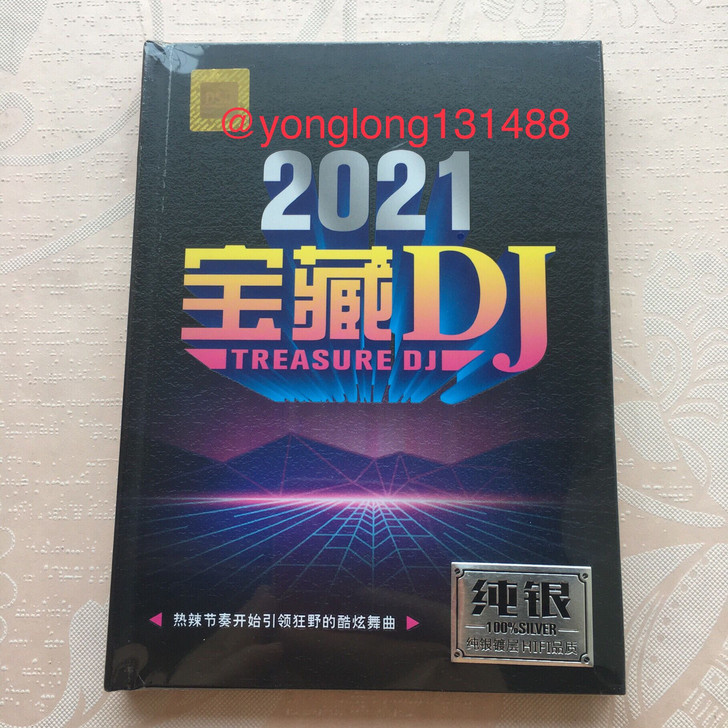 @yonglong131488
2021
宝藏DJ
TREASURE DJ
热辣节奏开始引领狂野的酷炫舞曲
纯银
100%SILVER
纯银镀层 HIFI品质